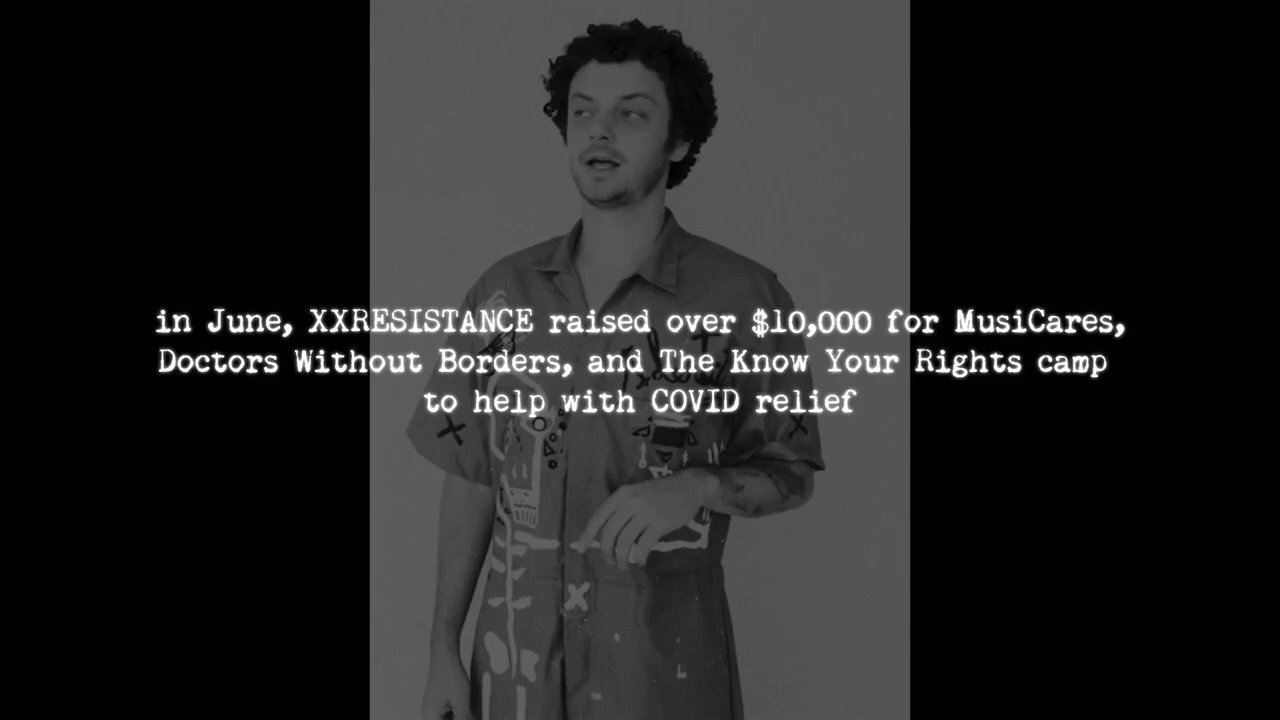 in June, XXRESISTANCE raised over $10,000 for MusiCares,
Doctors Without Borders, and The Know Your Rights camp
to help with COVID relief